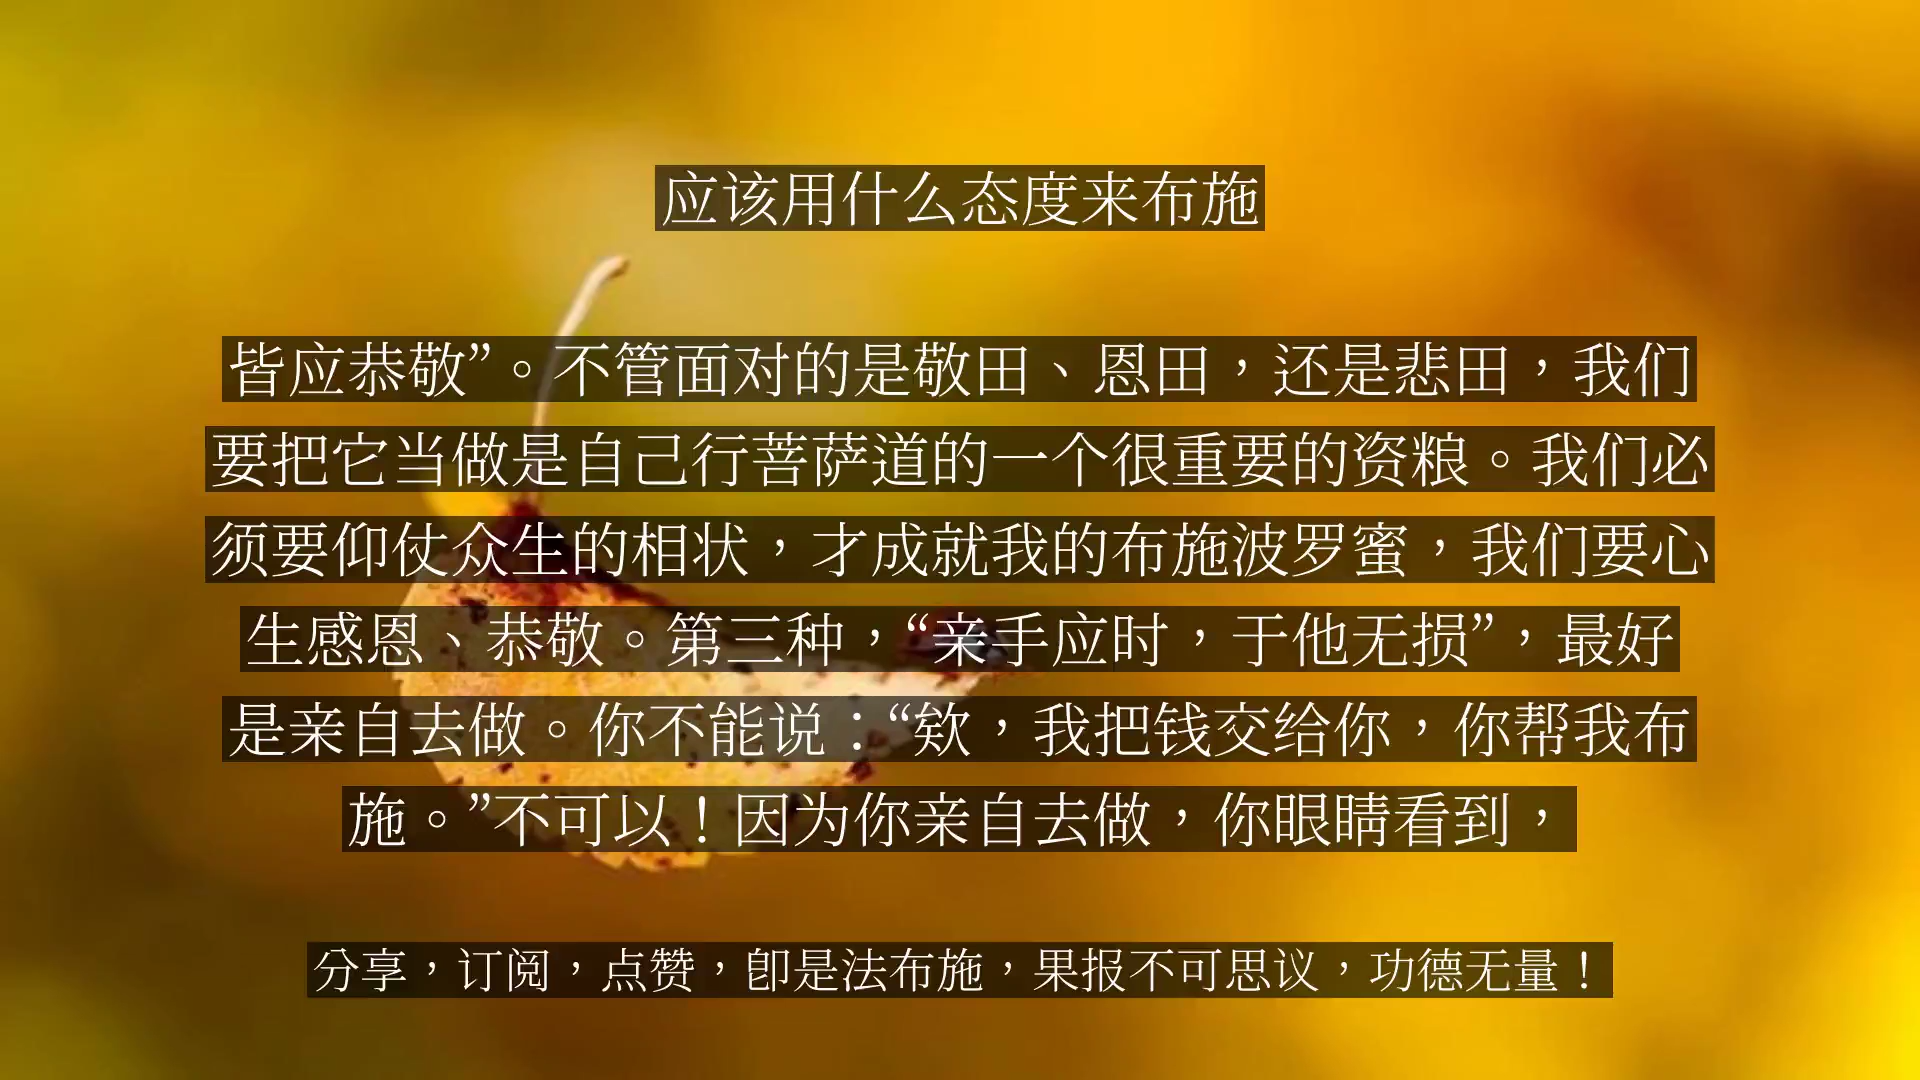 应该用什么态度来布施
皆应恭敬”。不管面对的是敬田、恩田，还是悲田，我们
要把它当做是自己行菩萨道的一个很重要的资粮。我们必
须要仰仗众生的相状，才成就我的布施波罗蜜，我们要心
生感恩、恭敬。第三种，“亲手应时，于他无损”，最好
是亲自去做。你不能说：“欸，我把钱交给你，你帮我布
施。”不可以！因为你亲自去做，你眼睛看到，
分享，订阅，点赞，即是法布施，果报不可思议，功德无量！